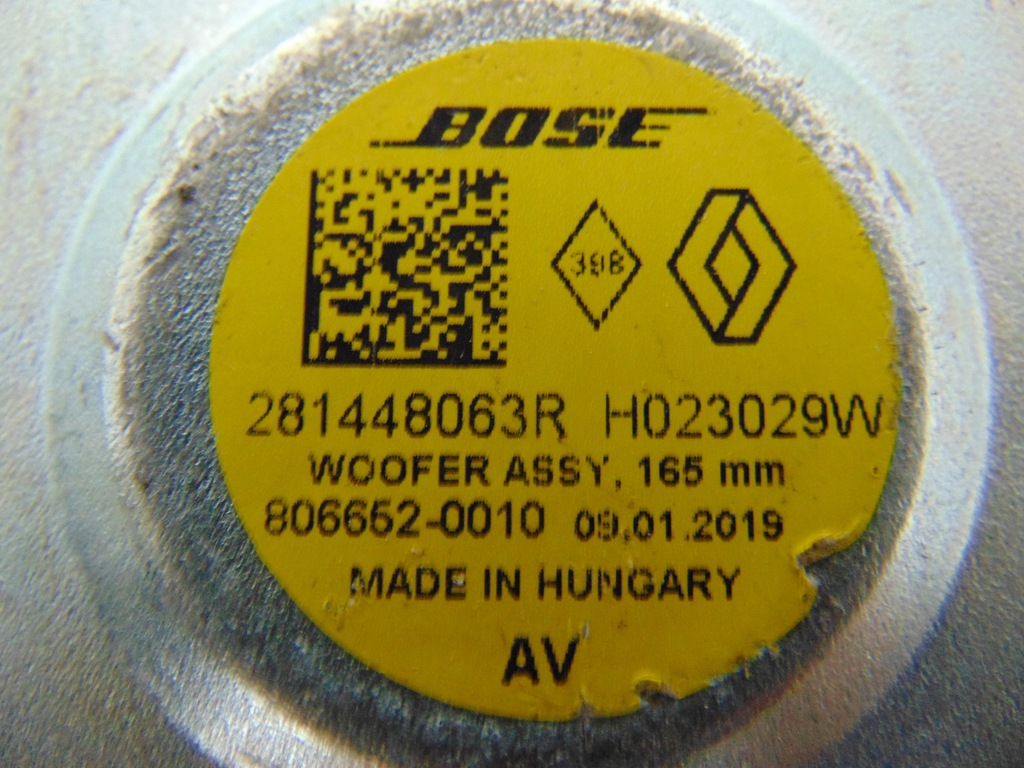 BOSE
398
281448063R H023029W
WOOFER ASSY, 165 mm
806652-0010 09.01.2019
MADE IN HUNGARY
AV